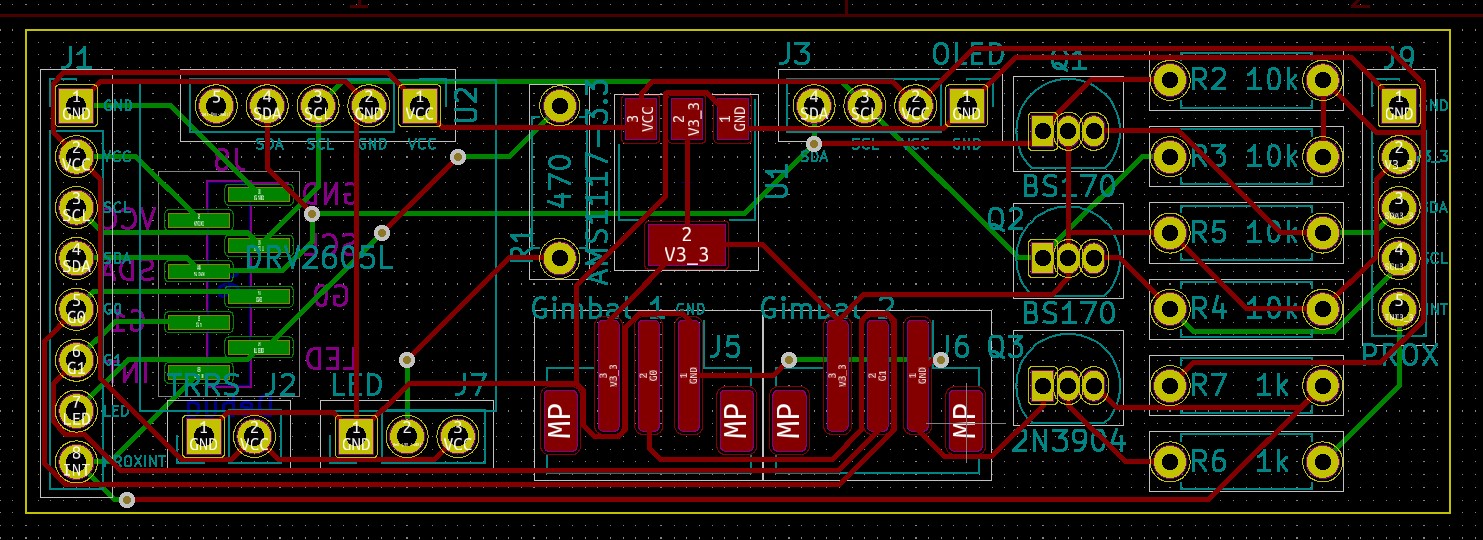 1 2
J1 J3 OLED Q1 J9
1 GND GND
2 VCC VCC
3 SCL SCL
4 SDA SDA
5 G0 G0
6 G1 G1
7 LED LED
8 INT ROXINT
5
4 SDA SDA
3 SCL SCL
2 GND GND
1 VCC VCC
U2
J8
GND
VCC
SCL
SDA
G0
G1
LED
INT
DRV2605L
R1 470
AMS1117-3.3
3 VCC
2 V3_3
1 GND
2 V3_3
U1
4 SDA SDA
3 SCL
2 VCC
1 GND GND
BS170
Q2
BS170
Q3
2N3904
R2 10k
R3 10k
R5 10k
R4 10k
R7 1k
R6 1k
1 GND ND
2 V3_3 3_3
3 SDA
4 SCL
5 NT
PROX
Gimbal 1 GND
Gimbal 2
3 V3_3
2 G0
1 GND
J5
3 V3_3
2 G1
1 GND
J6
MP MP MP MP
TRRS J2
1 GND
2 VCC
LED J7
1 GND
2
3 VCC